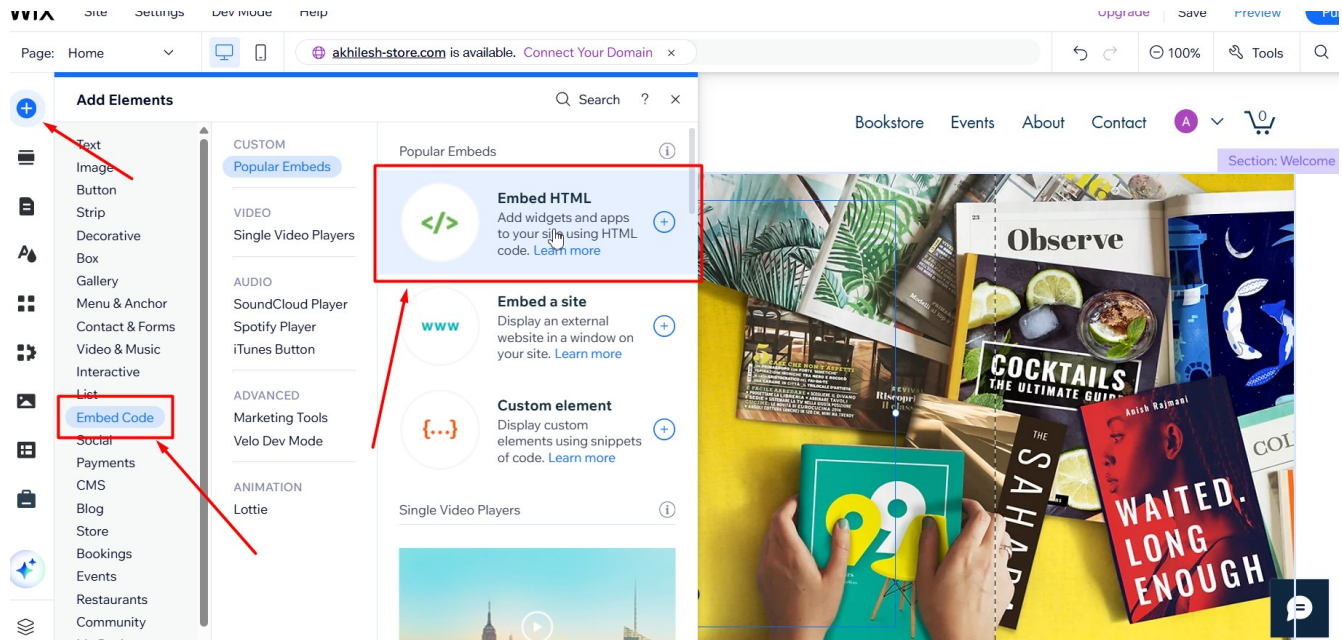 WIX Site Settings Dev Mode Help Upgrade Save Preview
Page: Home akhilesh-store.com is available. Connect Your Domain × 100% Tools
Add Elements Search ? ×
Text
Image
Button
Strip
Decorative
Box
Gallery
Menu & Anchor
Contact & Forms
Video & Music
Interactive
List
Embed Code
Social
Payments
CMS
Blog
Store
Bookings
Events
Restaurants
Community
CUSTOM
Popular Embeds
VIDEO
Single Video Players
AUDIO
SoundCloud Player
Spotify Player
iTunes Button
ADVANCED
Marketing Tools
Velo Dev Mode
ANIMATION
Lottie
Popular Embeds
</>
Embed HTML
Add widgets and apps
to your site using HTML
code. Learn more
www
Embed a site
Display an external
website in a window on
your site. Learn more
{...}
Custom element
Display custom
elements using snippets
of code. Learn more
Single Video Players
Bookstore Events About Contact A 0
Section: Welcome
23
Observe
COCKTAILS
THE ULTIMATE
Anish Rajmani
WAITED.
LONG
ENOUGH
THE
SAHARA
COL
99